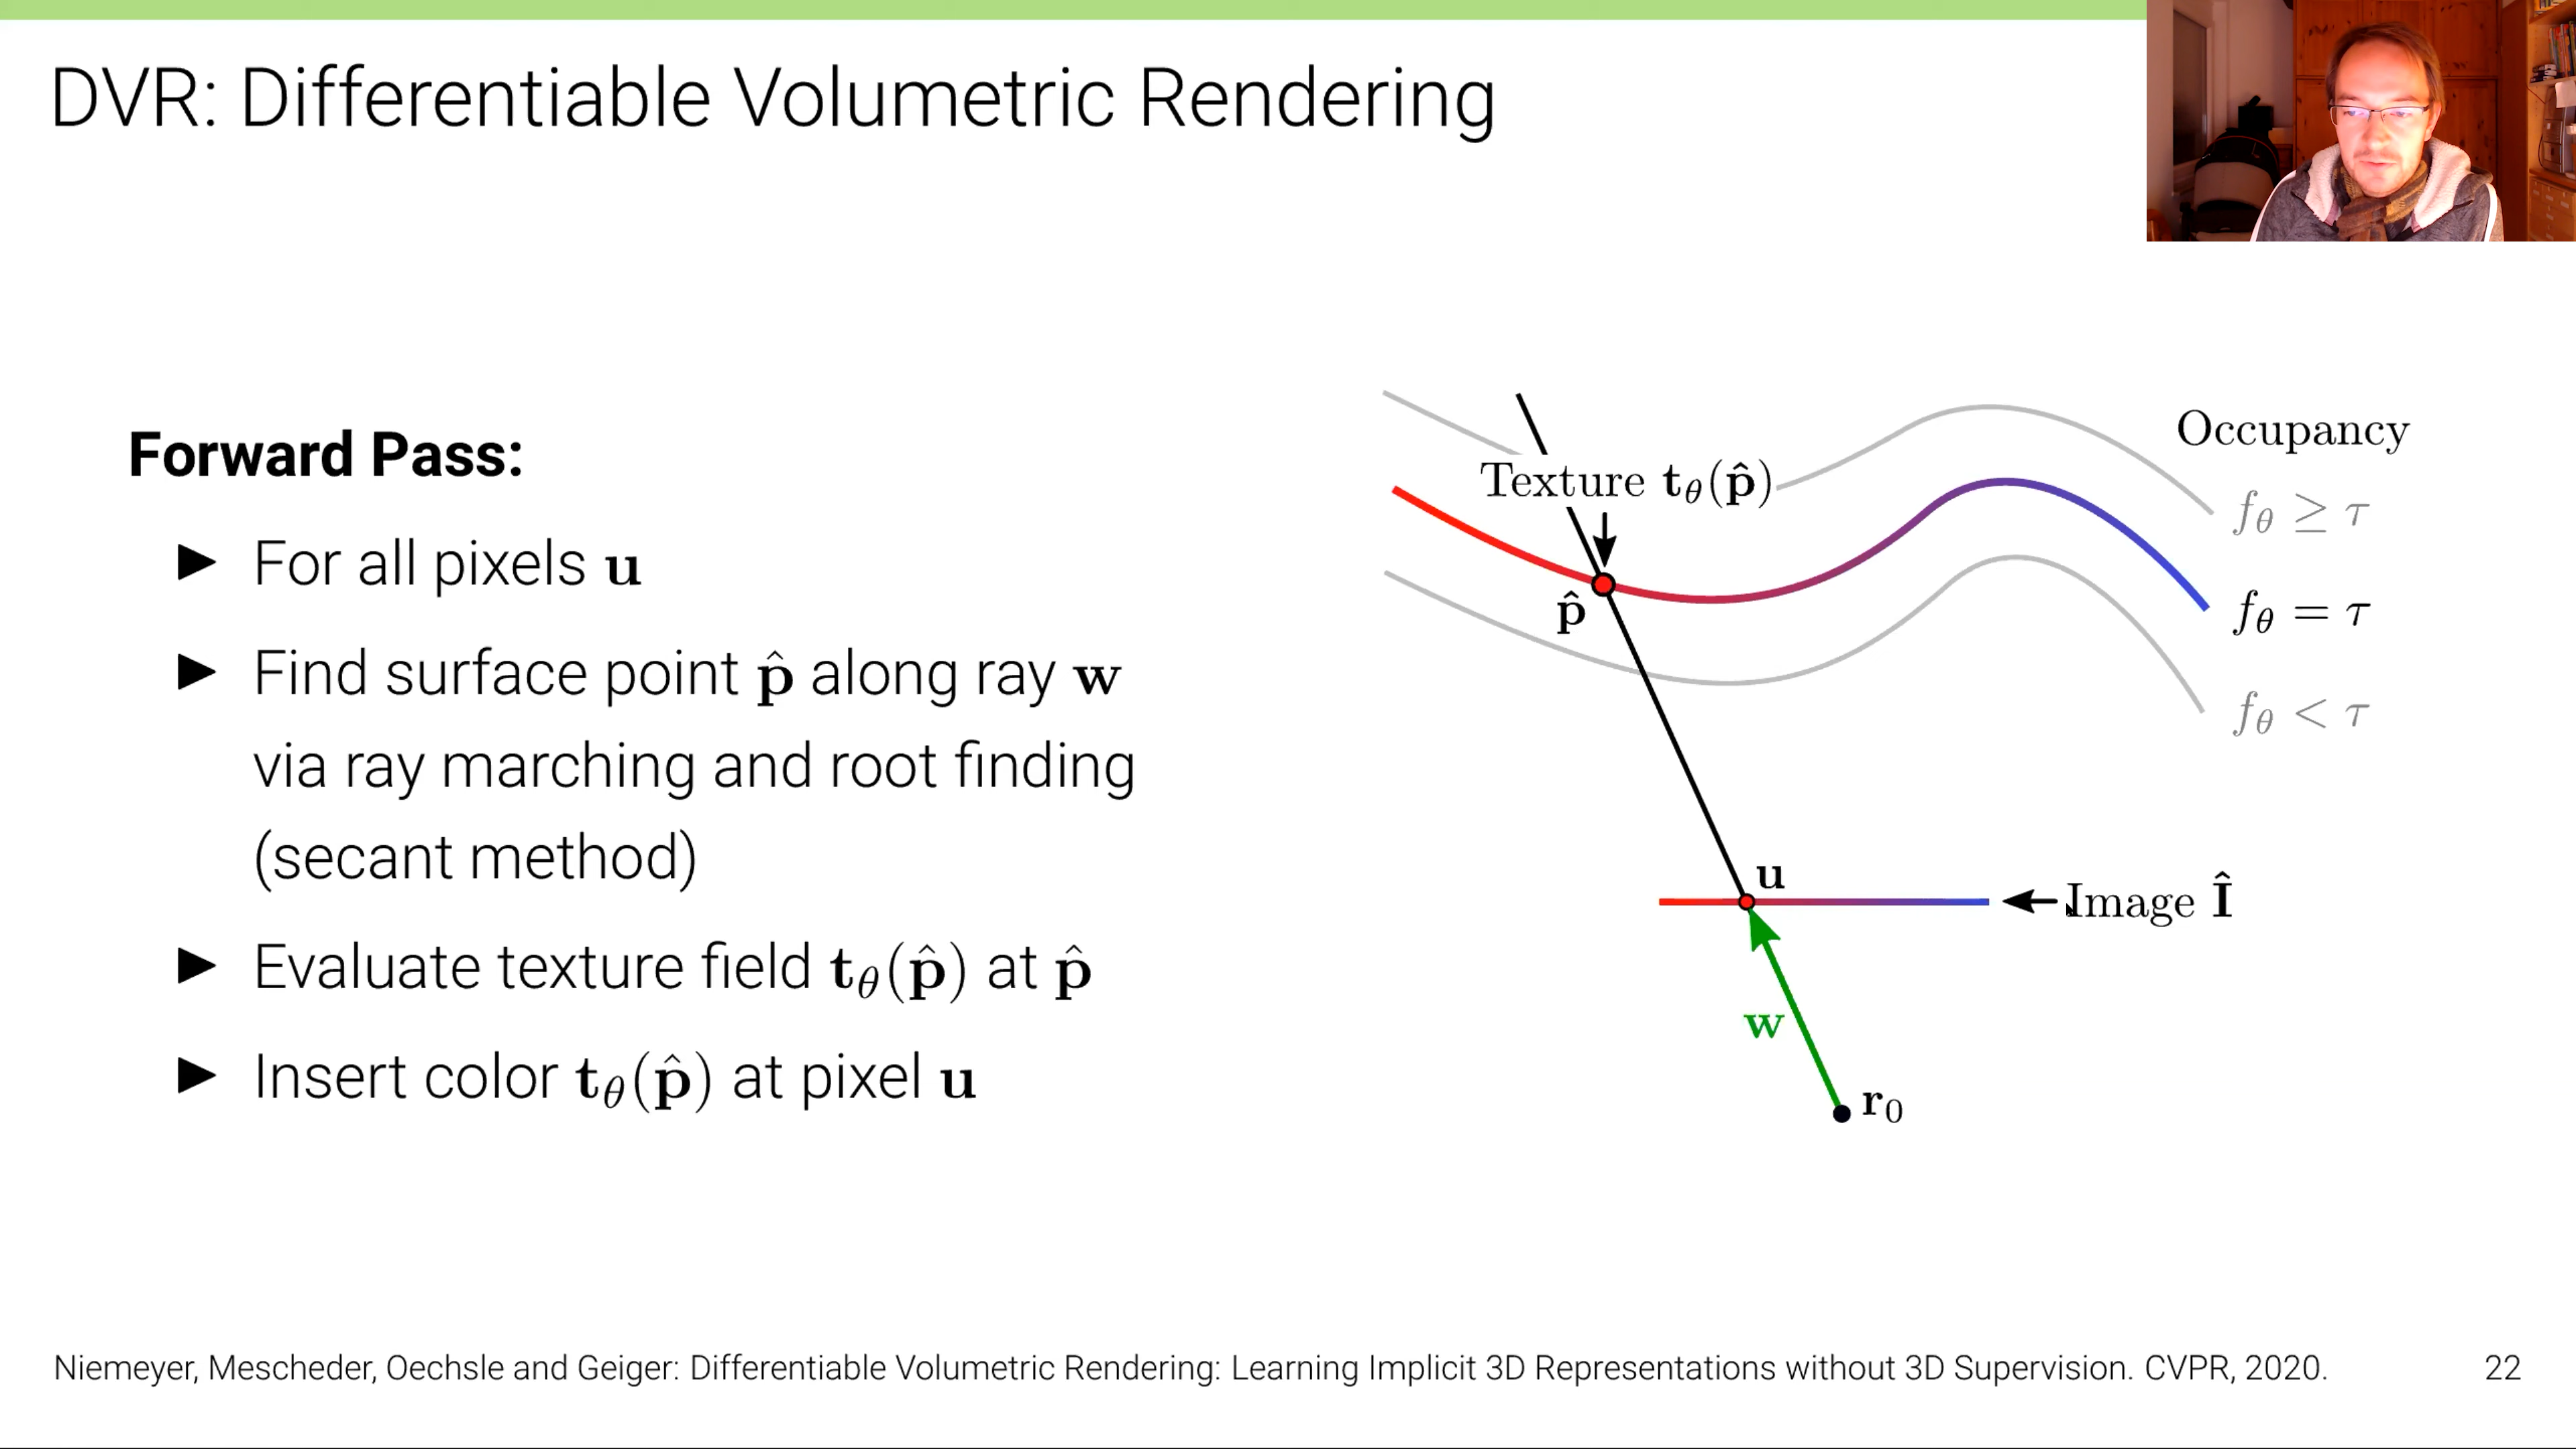 DVR: Differentiable Volumetric Rendering
Forward Pass:
► For all pixels u
► Find surface point p̂ along ray w
via ray marching and root finding
(secant method)
► Evaluate texture field t_θ(p̂) at p̂
► Insert color t_θ(p̂) at pixel u
Occupancy
Texture t_θ(p̂)
f_θ ≥ τ
p̂
f_θ = τ
f_θ < τ
u
Image Î
w
r₀
Niemeyer, Mescheder, Oechsle and Geiger: Differentiable Volumetric Rendering: Learning Implicit 3D Representations without 3D Supervision. CVPR, 2020.
22